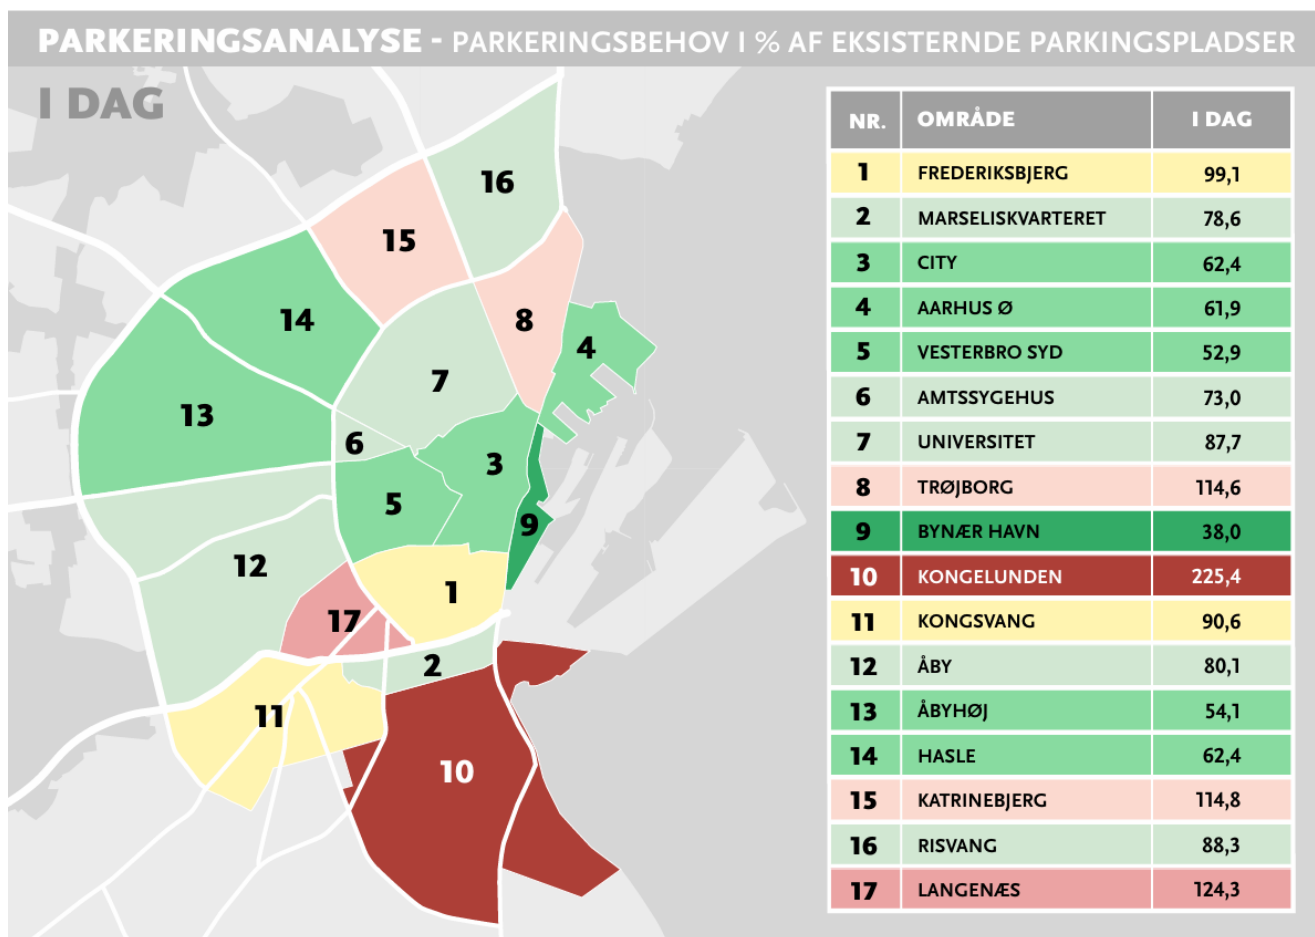 PARKERINGSANALYSE - PARKERINGSBEHOV I % AF EKSISTERNDE PARKINGSPLADSER
I DAG
16
15
14
8
4
7
13
6
3
5
9
12
1
17
2
11
10
NR. OMRÅDE I DAG
1 FREDERIKSBJERG 99,1
2 MARSELISKVARTERET 78,6
3 CITY 62,4
4 AARHUS Ø 61,9
5 VESTERBRO SYD 52,9
6 AMTSSYGEHUS 73,0
7 UNIVERSITET 87,7
8 TRØJBORG 114,6
9 BYNÆR HAVN 38,0
10 KONGELUNDEN 225,4
11 KONGSVANG 90,6
12 ÅBY 80,1
13 ÅBYHØJ 54,1
14 HASLE 62,4
15 KATRINEBJERG 114,8
16 RISVANG 88,3
17 LANGENÆS 124,3